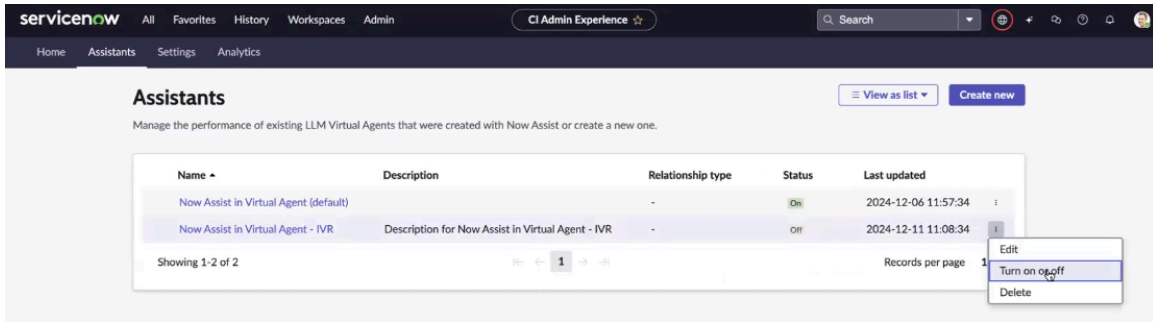 servicenow All Favorites History Workspaces Admin CI Admin Experience Search
Home Assistants Settings Analytics
Assistants
View as list Create new
Manage the performance of existing LLM Virtual Agents that were created with Now Assist or create a new one.
Name Description Relationship type Status Last updated
Now Assist in Virtual Agent (default) - On 2024-12-06 11:57:34
Now Assist in Virtual Agent - IVR Description for Now Assist in Virtual Agent - IVR - Off 2024-12-11 11:08:34
Edit
Showing 1-2 of 2 1 Records per page
Turn on or off
Delete